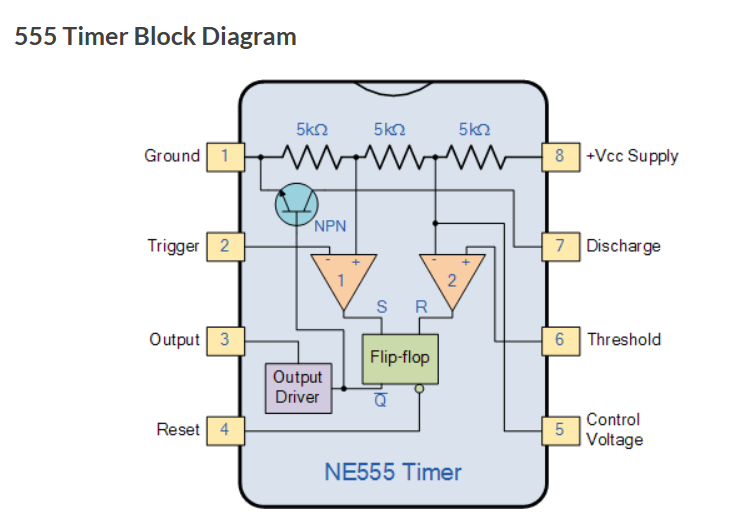 555 Timer Block Diagram
5kΩ 5kΩ 5kΩ
Ground 1 8 +Vcc Supply
NPN
Trigger 2 - + 1 - + 2 7 Discharge
S R
Output 3 Flip-flop 6 Threshold
Output
Driver
Q̅
Reset 4 5 Control
Voltage
NE555 Timer